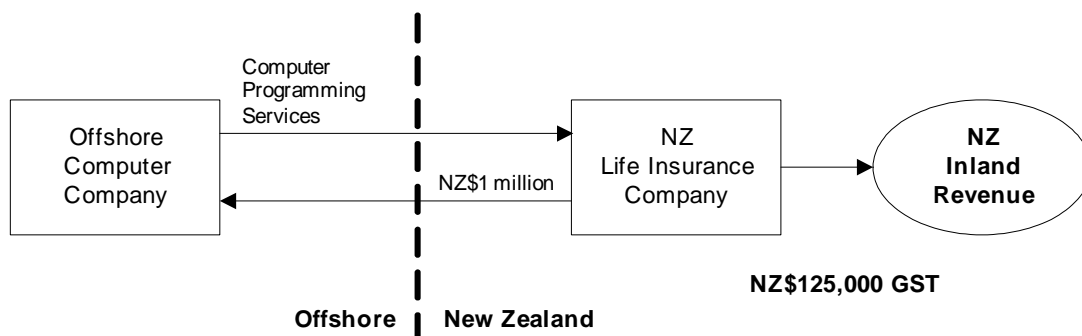 Computer
Programming
Services
Offshore
Computer
Company
NZ$1 million
NZ
Life Insurance
Company
NZ
Inland
Revenue
NZ$125,000 GST
Offshore
New Zealand